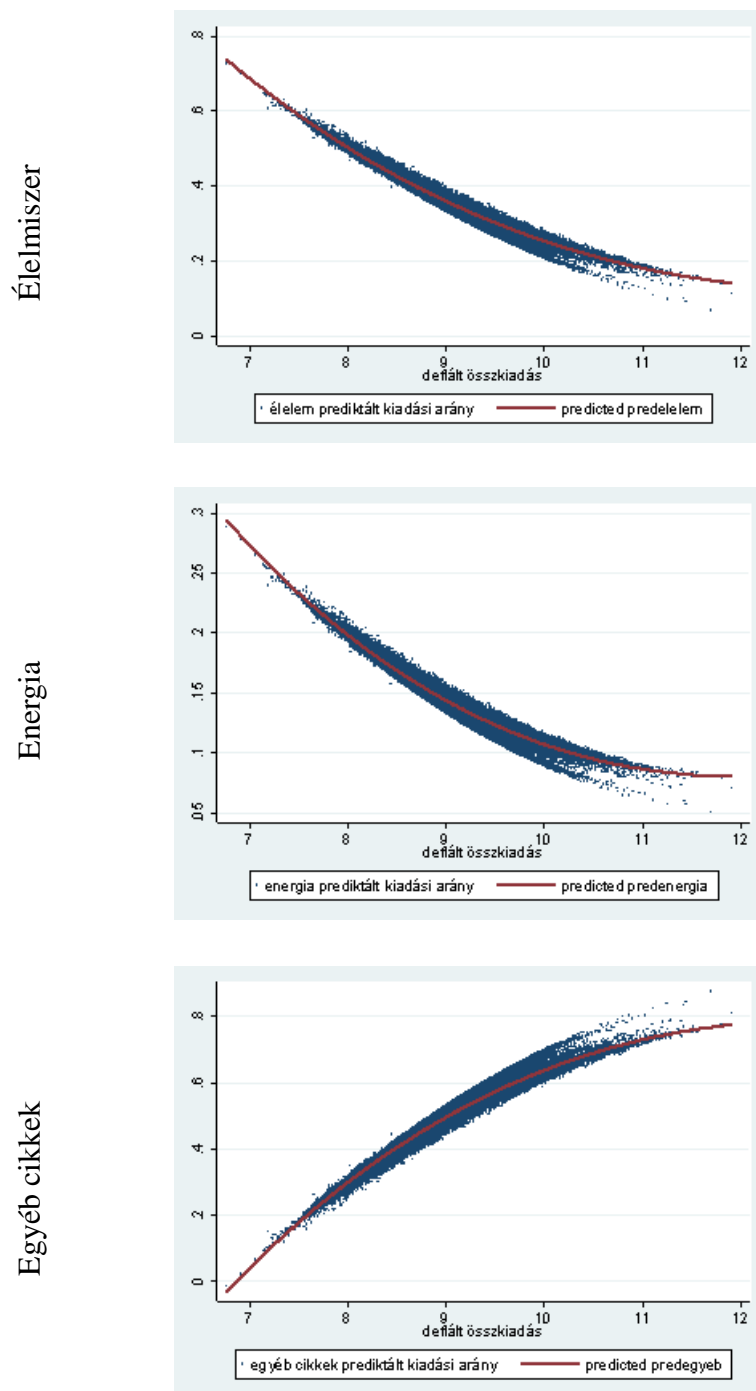 Élelmiszer
.8
.6
.4
.2
0
7 8 9 10 11 12
deflált összkiadás
élelem prediktált kiadási arány predicted predelelem
Energia
.3
.25
.2
.15
.1
.05
7 8 9 10 11 12
deflált összkiadás
energia prediktált kiadási arány predicted predenergia
Egyéb cikkek
.8
.6
.4
.2
0
7 8 9 10 11 12
deflált összkiadás
egyéb cikkek prediktált kiadási arány predicted predegyeb